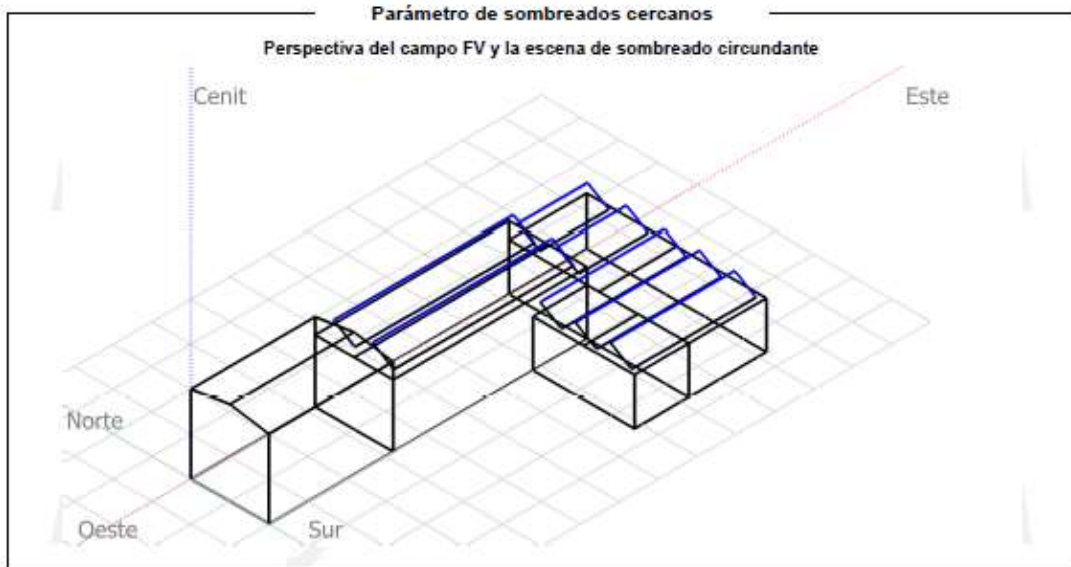 Parámetro de sombreados cercanos
Perspectiva del campo FV y la escena de sombreado circundante
Cenit
Este
Norte
Oeste
Sur